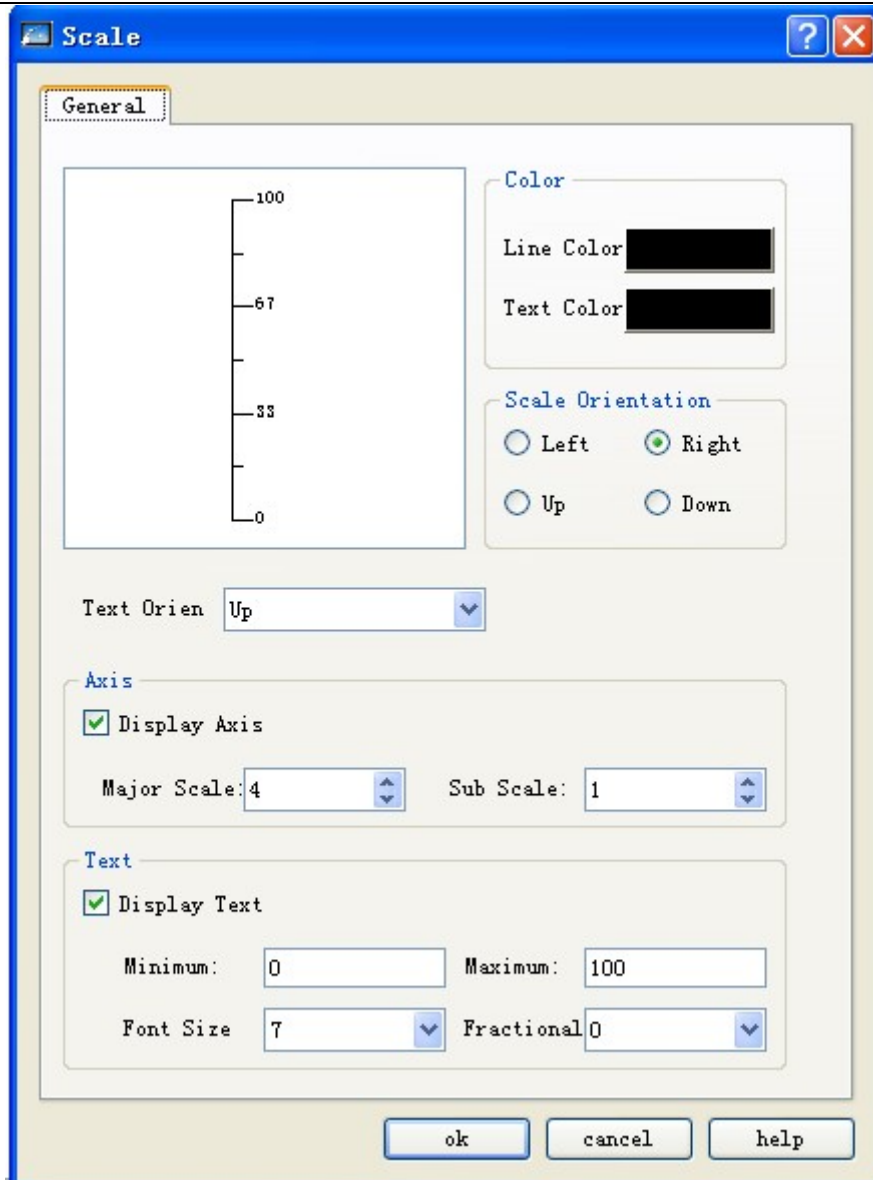 Scale
General
100
67
33
0
Color
Line Color
Text Color
Scale Orientation
Left Right
Up Down
Text Orien Up
Axis
Display Axis
Major Scale: 4 Sub Scale: 1
Text
Display Text
Minimum: 0 Maximum: 100
Font Size 7 Fractional 0
ok cancel help